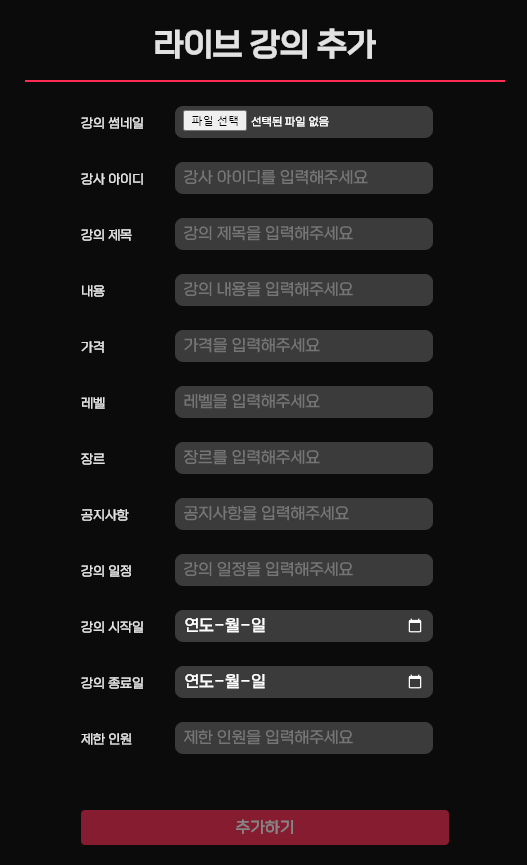 라이브 강의 추가
강의 썸네일 파일 선택 선택된 파일 없음
강사 아이디 강사 아이디를 입력해주세요
강의 제목 강의 제목을 입력해주세요
내용 강의 내용을 입력해주세요
가격 가격을 입력해주세요
레벨 레벨을 입력해주세요
장르 장르를 입력해주세요
공지사항 공지사항을 입력해주세요
강의 일정 강의 일정을 입력해주세요
강의 시작일 연도-월-일
강의 종료일 연도-월-일
제한 인원 제한 인원을 입력해주세요
추가하기